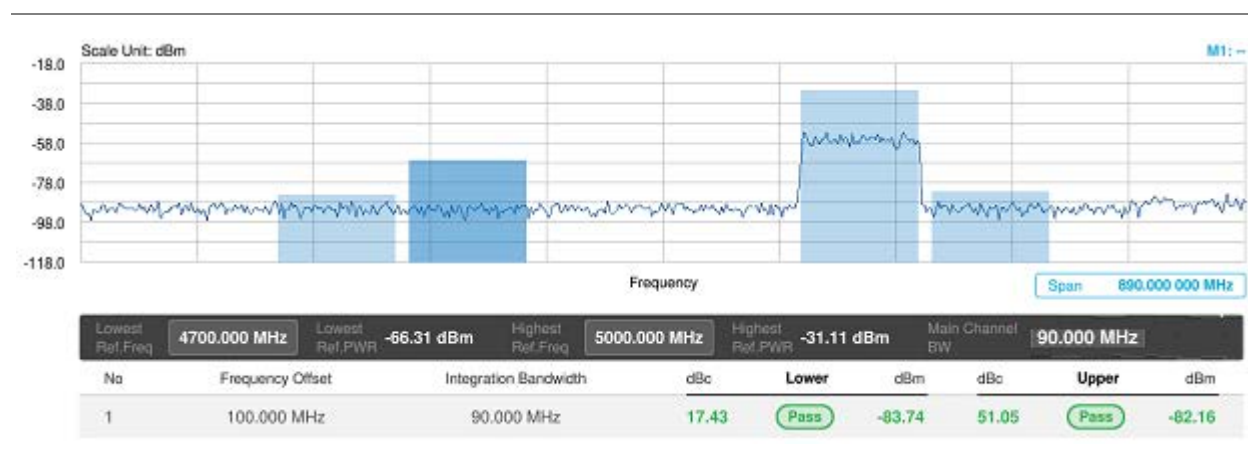 Scale Unit: dBm M1: --
-18.0
-38.0
-58.0
-78.0
-98.0
-118.0
Frequency
Span 890.000 000 MHz
Lowest Ref.Freq 4700.000 MHz Lowest Ref.PWR -66.31 dBm Highest Ref.Freq 5000.000 MHz Highest Ref.PWR -31.11 dBm Main Channel BW 90.000 MHz
No Frequency Offset Integration Bandwidth dBc Lower dBm dBc Upper dBm
1 100.000 MHz 90.000 MHz 17.43 Pass -83.74 51.05 Pass -82.16